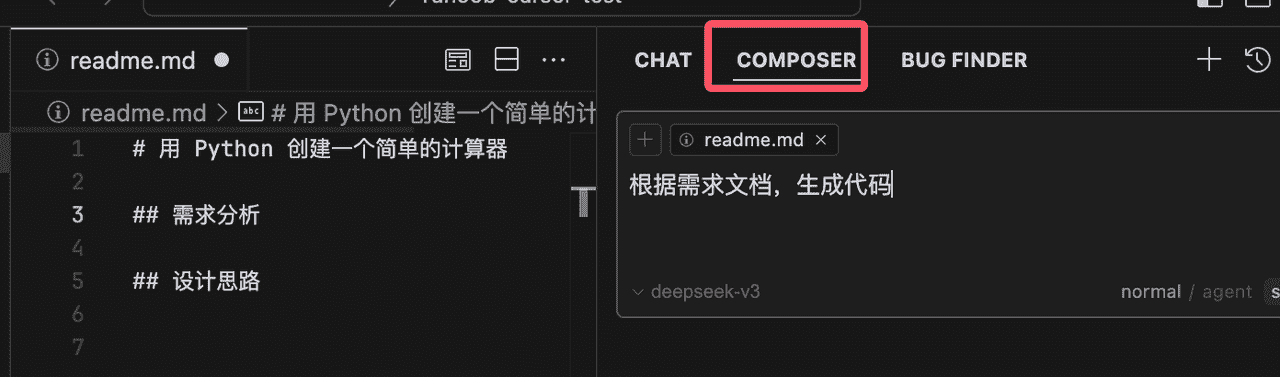 readme.md
readme.md > # 用 Python 创建一个简单的计
1 # 用 Python 创建一个简单的计算器
2
3 ## 需求分析
4
5 ## 设计思路
6
7
CHAT COMPOSER BUG FINDER
readme.md ×
根据需求文档，生成代码
deepseek-v3
normal / agent